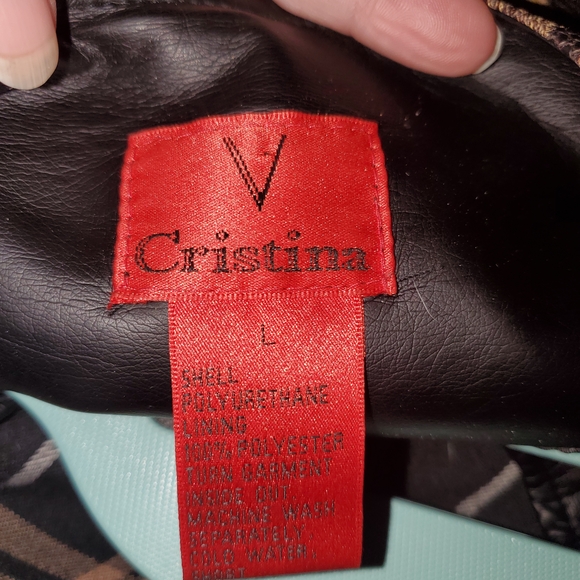 V
Cristina
L
SHELL
POLYURETHANE
LINING
100% POLYESTER
TURN GARMENT
INSIDE OUT.
MACHINE WASH
SEPARATELY.
COLD WATER.